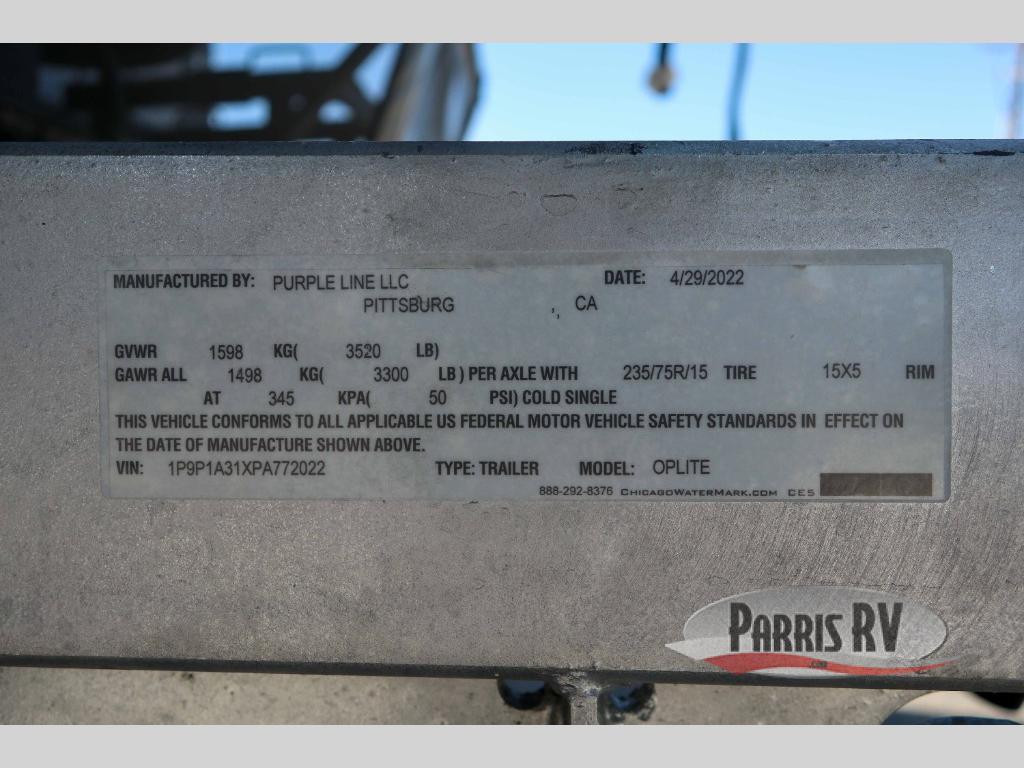 MANUFACTURED BY: PURPLE LINE LLC DATE: 4/29/2022
PITTSBURG , , CA
GVWR 1598 KG( 3520 LB)
GAWR ALL 1498 KG( 3300 LB ) PER AXLE WITH 235/75R/15 TIRE 15X5 RIM
AT 345 KPA( 50 PSI) COLD SINGLE
THIS VEHICLE CONFORMS TO ALL APPLICABLE US FEDERAL MOTOR VEHICLE SAFETY STANDARDS IN EFFECT ON
THE DATE OF MANUFACTURE SHOWN ABOVE.
VIN: 1P9P1A31XPA772022 TYPE: TRAILER MODEL: OPLITE
888-292-8376 CHICAGOWATERMARK.COM CES
PARRIS RV
.COM